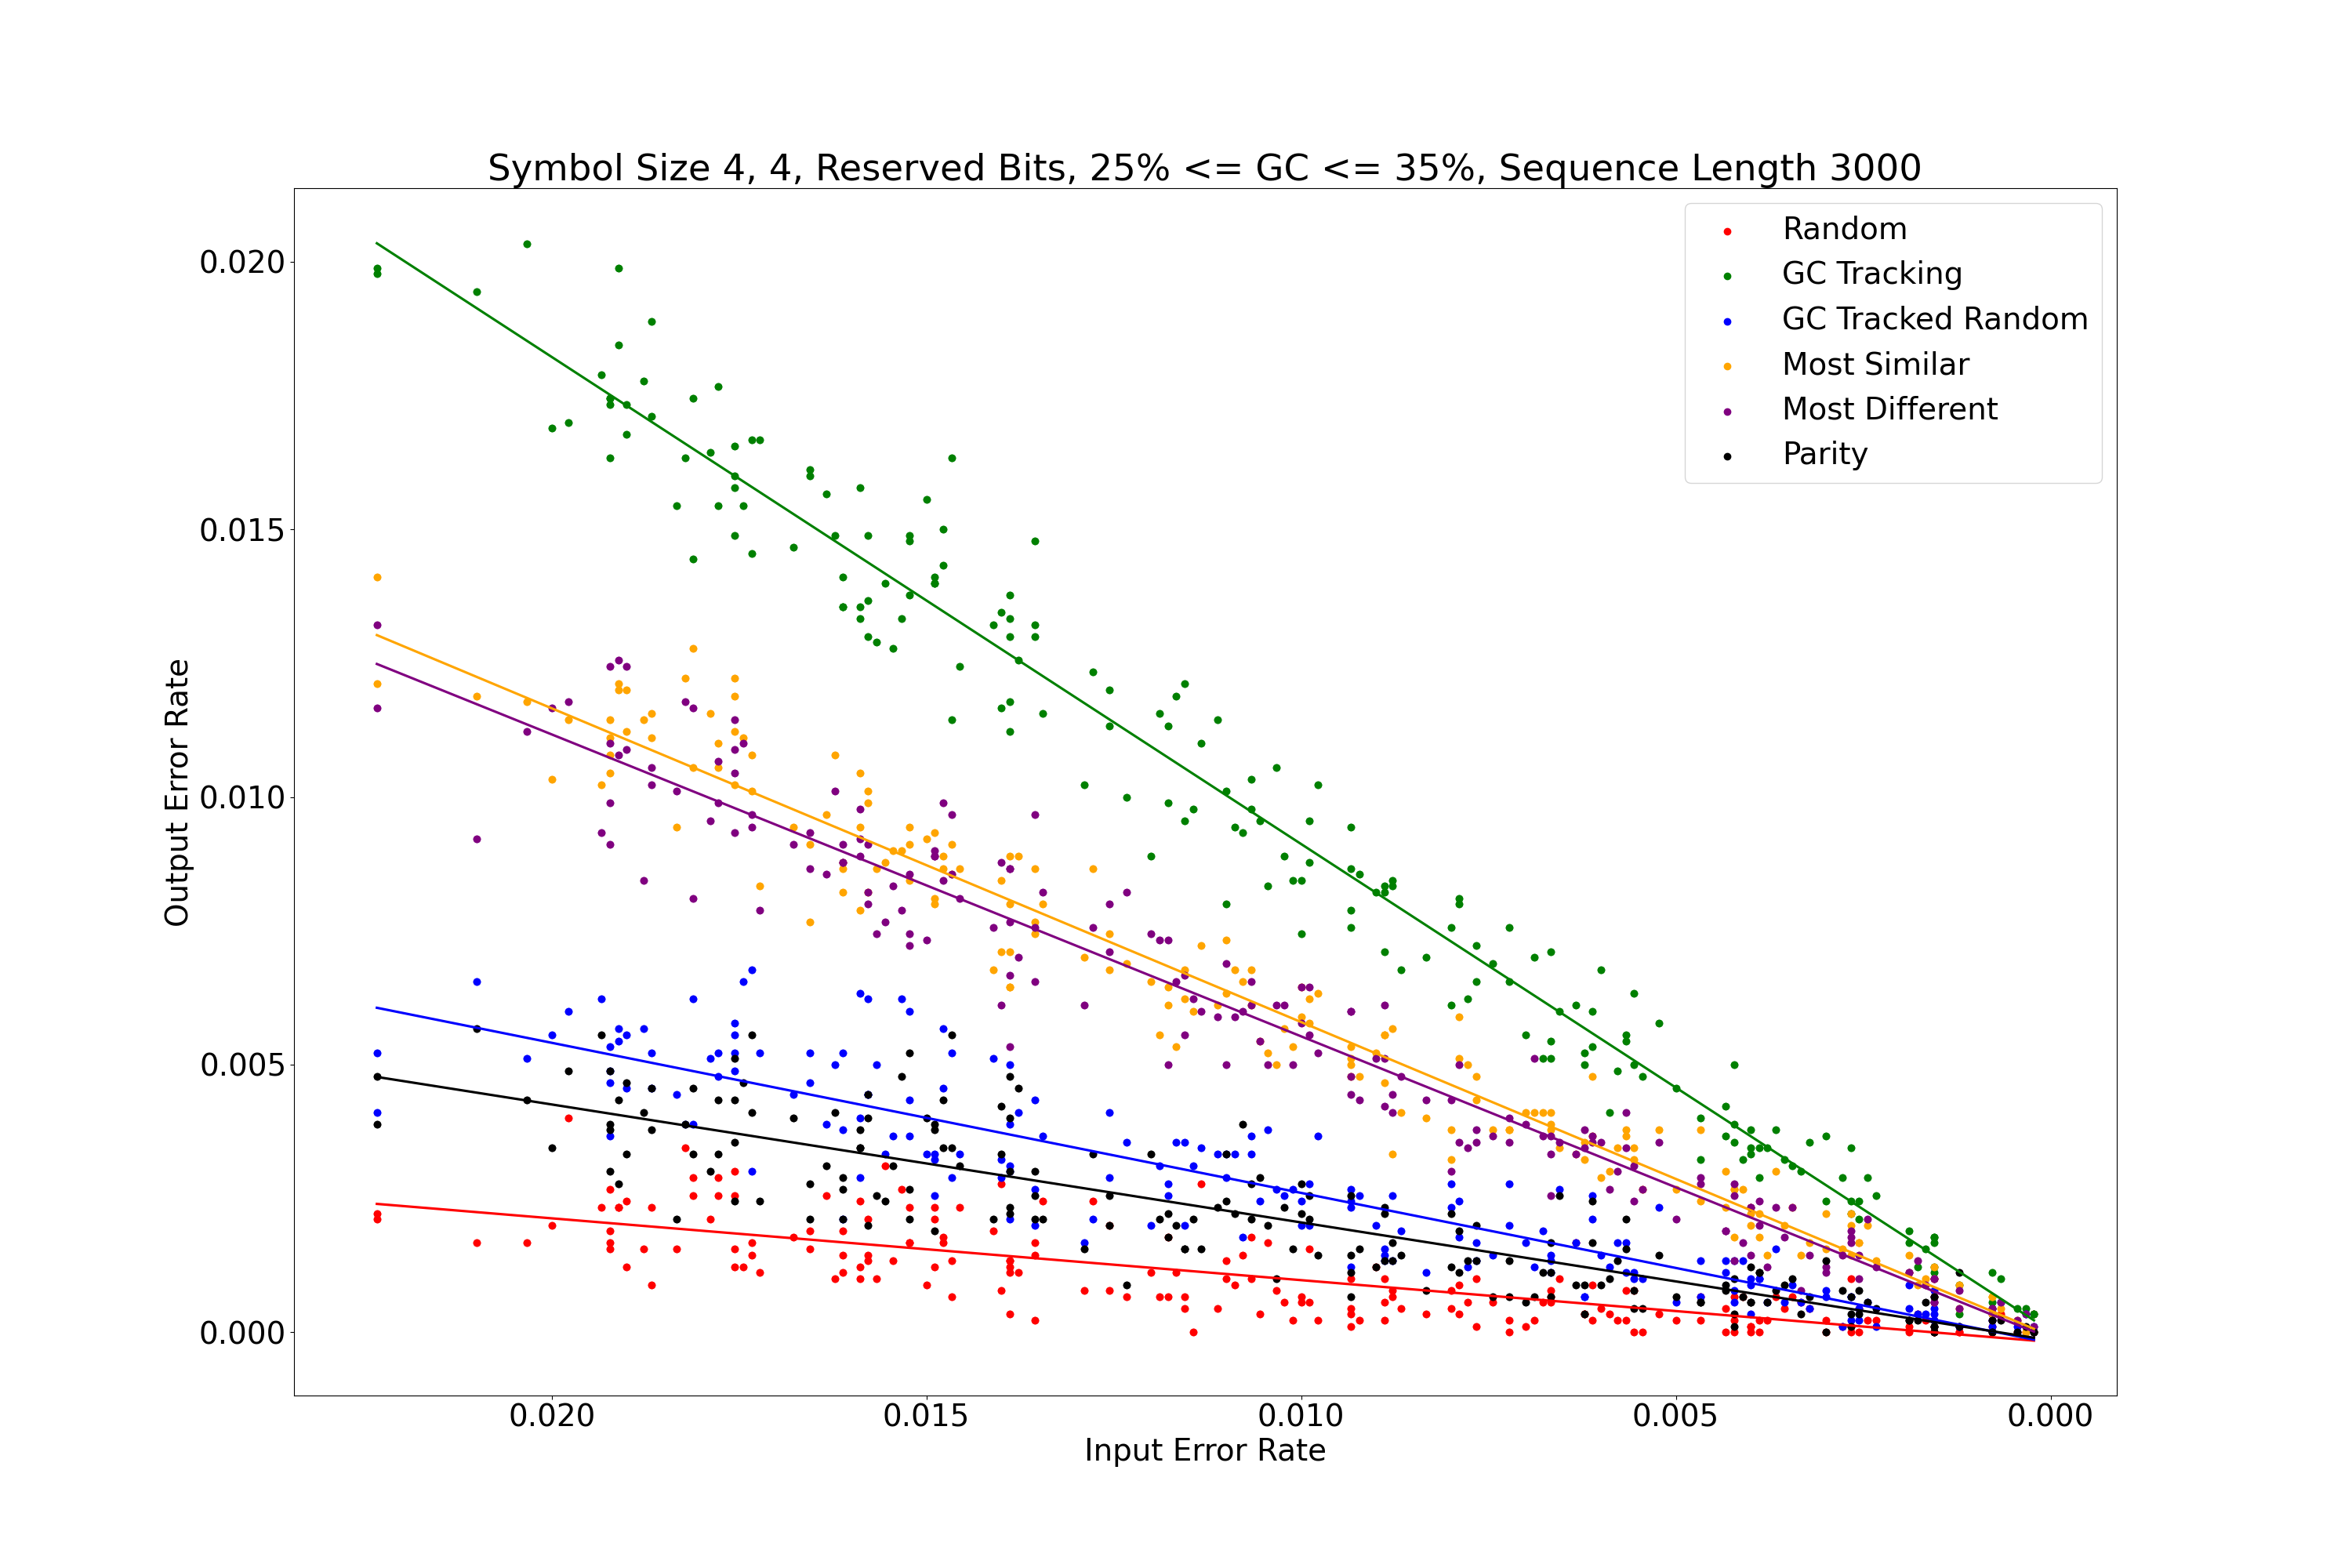 Symbol Size 4, 4, Reserved Bits, 25% <= GC <= 35%, Sequence Length 3000
Random
GC Tracking
GC Tracked Random
Most Similar
Most Different
Parity
Output Error Rate
0.020
0.015
0.010
0.005
0.000
0.020
0.015
0.010
0.005
0.000
Input Error Rate